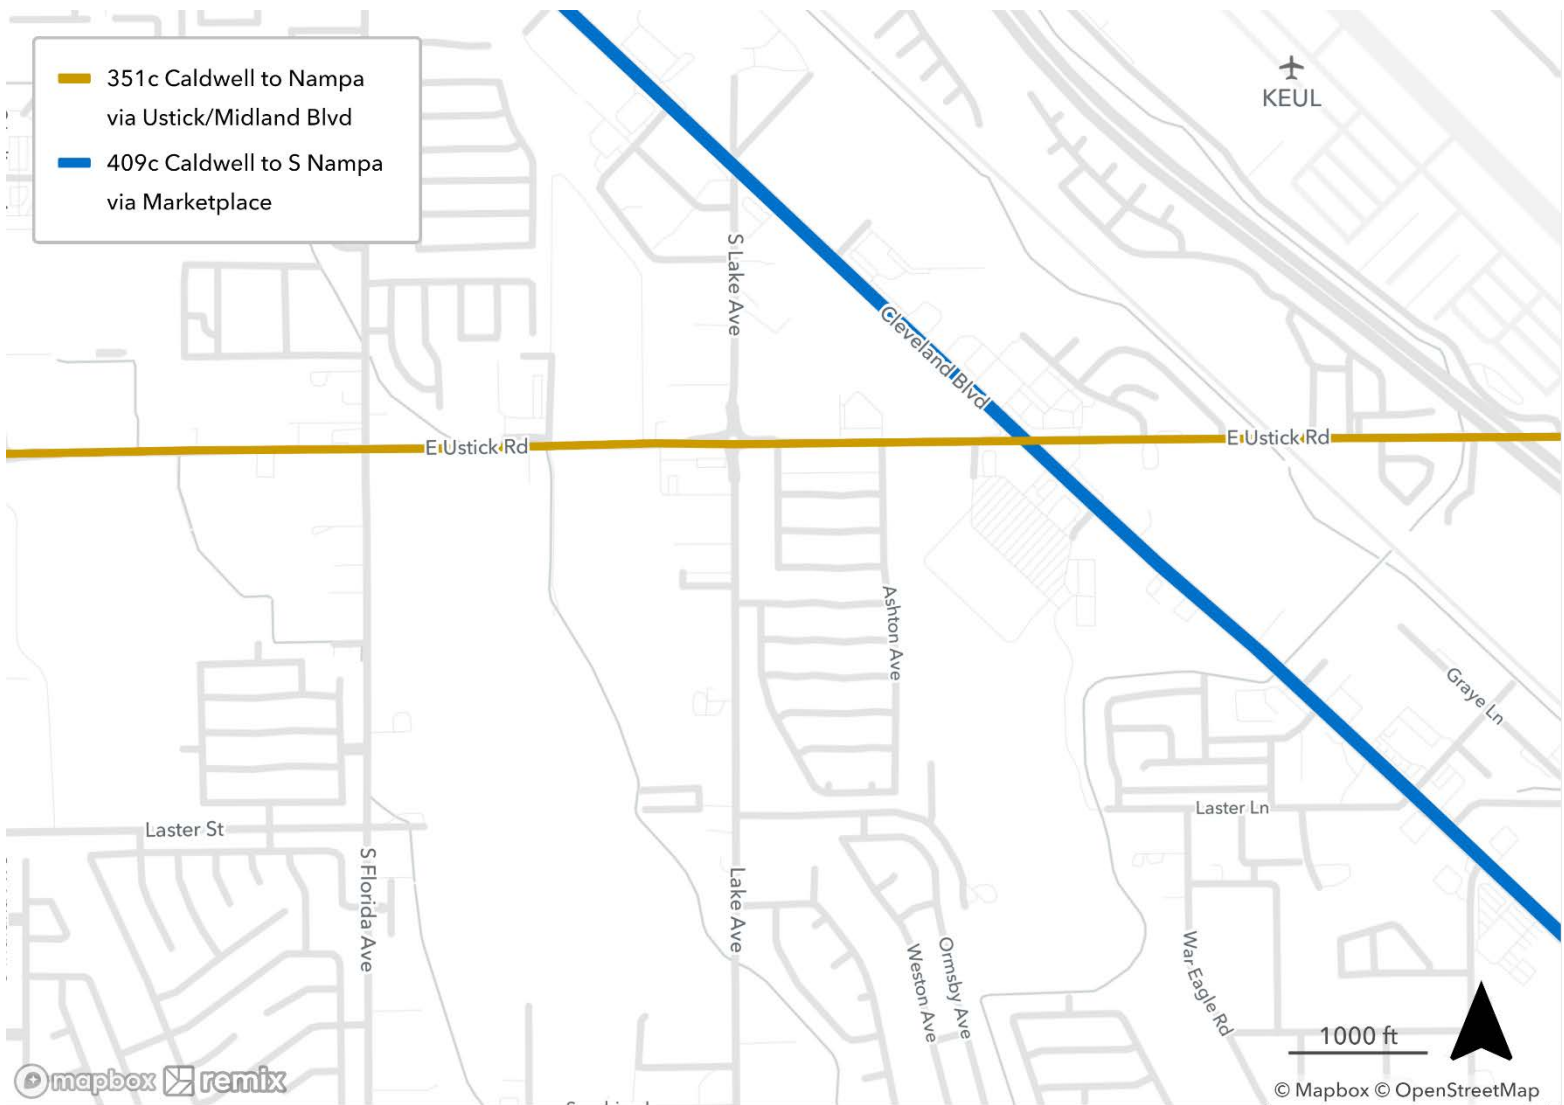 351c Caldwell to Nampa
via Ustick/Midland Blvd
409c Caldwell to S Nampa
via Marketplace
KEUL
S Lake Ave
Cleveland Blvd
E Ustick Rd
E Ustick Rd
Ashton Ave
Graye Ln
Laster Ln
Laster St
S Florida Ave
Lake Ave
Weston Ave
Ormsby Ave
War Eagle Rd
1000 ft
mapbox remix
© Mapbox © OpenStreetMap